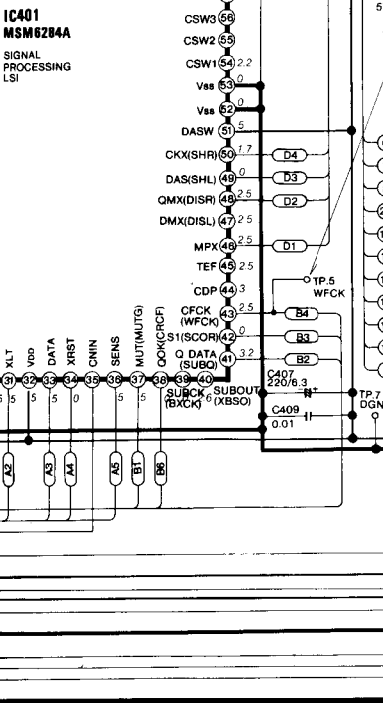 IC401
MSM6284A
SIGNAL
PROCESSING
LSI
5
CSW3 56
CSW2 55
CSW1 54 2.2
Vss 53 0
Vss 52 0
DASW 51 5
CKX(SHR) 50 1.7 D4
DAS(SHL) 49 0 D3
QMX(DISR) 48 2.5 D2
DMX(DISL) 47 2.5
MPX 46 2.5 D1
TEF 45 2.5
CDP 44 3
TP.5
WFCK
CFCK
(WFCK) 43 2.5 B4
S1(SCOR) 42 0 B3
Q DATA
(SUBQ) 41 3.2 B2
XLT
VDD
DATA
XRST
CNIN
SENS
MUT(MUTG)
QOK(CRCF)
31 32 33 34 35 36 37 38 39 40
SUBCK
(BXCK)
SUBOUT
(XBSO)
C407
220/6.3
C409
0.01
TP.7
DGN
5 5 5 0 5 5 0
A2 A3 A4 A5 B1 B6